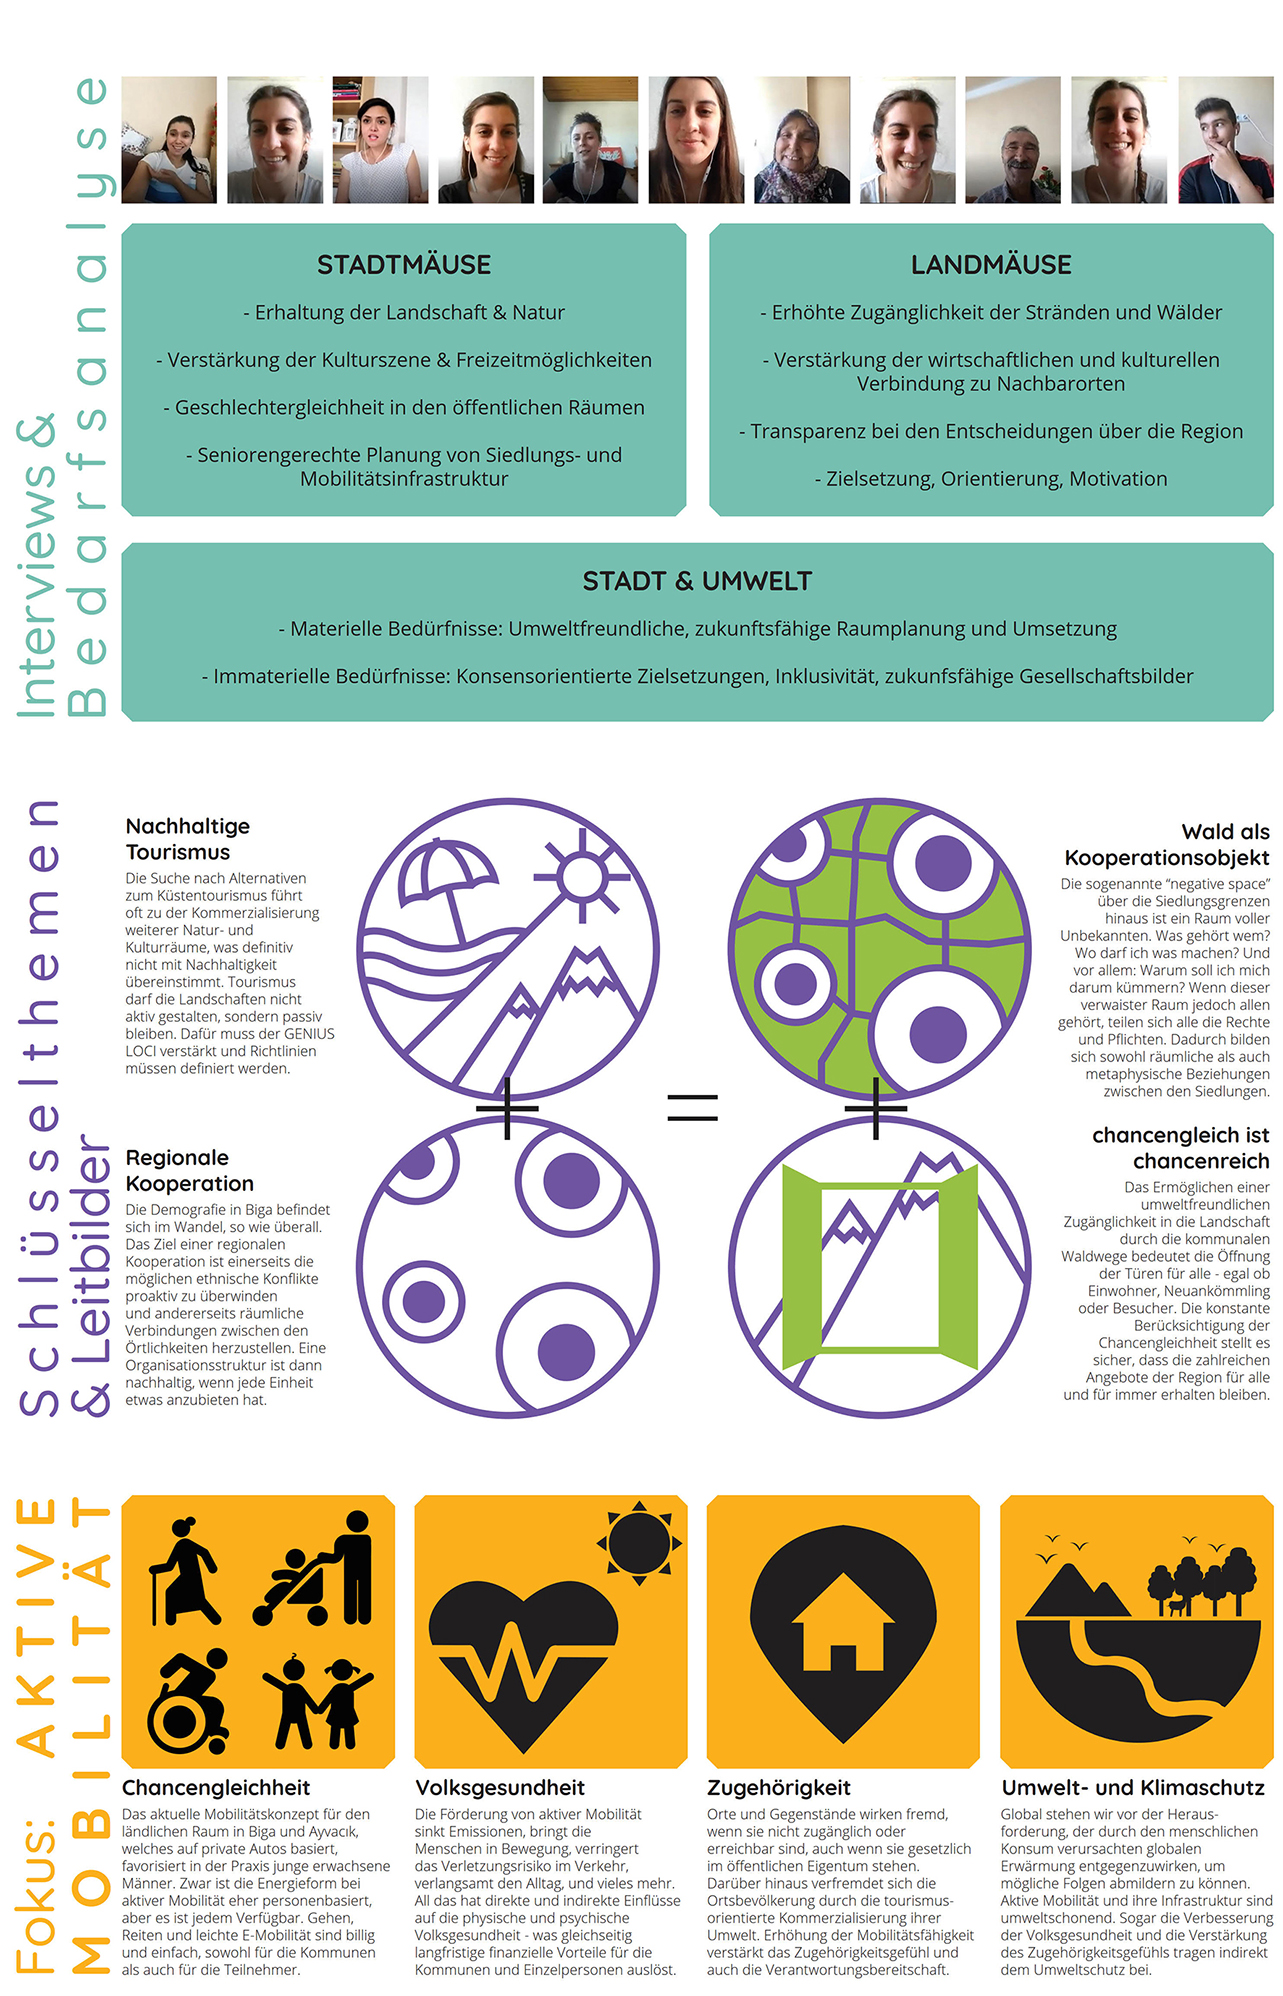 Interviews &
Bedarfsanalyse
STADTMÄUSE
- Erhaltung der Landschaft & Natur
- Verstärkung der Kulturszene & Freizeitmöglichkeiten
- Geschlechtergleichheit in den öffentlichen Räumen
- Seniorengerechte Planung von Siedlungs- und
Mobilitätsinfrastruktur
LANDMÄUSE
- Erhöhte Zugänglichkeit der Stränden und Wälder
- Verstärkung der wirtschaftlichen und kulturellen
Verbindung zu Nachbarorten
- Transparenz bei den Entscheidungen über die Region
- Zielsetzung, Orientierung, Motivation
STADT & UMWELT
- Materielle Bedürfnisse: Umweltfreundliche, zukunftsfähige Raumplanung und Umsetzung
- Immaterielle Bedürfnisse: Konsensorientierte Zielsetzungen, Inklusivität, zukunfsfähige Gesellschaftsbilder
Schlüsselthemen
& Leitbilder
Nachhaltige
Tourismus
Die Suche nach Alternativen
zum Küstentourismus führt
oft zu der Kommerzialisierung
weiterer Natur- und
Kulturräume, was definitiv
nicht mit Nachhaltigkeit
übereinstimmt. Tourismus
darf die Landschaften nicht
aktiv gestalten, sondern passiv
bleiben. Dafür muss der GENIUS
LOCI verstärkt und Richtlinien
müssen definiert werden.
Regionale
Kooperation
Die Demografie in Biga befindet
sich im Wandel, so wie überall.
Das Ziel einer regionalen
Kooperation ist einerseits die
möglichen ethnische Konflikte
proaktiv zu überwinden
und andererseits räumliche
Verbindungen zwischen den
Örtlichkeiten herzustellen. Eine
Organisationsstruktur ist dann
nachhaltig, wenn jede Einheit
etwas anzubieten hat.
+
=
+
Wald als
Kooperationsobjekt
Die sogenannte “negative space”
über die Siedlungsgrenzen
hinaus ist ein Raum voller
Unbekannten. Was gehört wem?
Wo darf ich was machen? Und
vor allem: Warum soll ich mich
darum kümmern? Wenn dieser
verwaister Raum jedoch allen
gehört, teilen sich alle die Rechte
und Pflichten. Dadurch bilden
sich sowohl räumliche als auch
metaphysische Beziehungen
zwischen den Siedlungen.
chancengleich ist
chancenreich
Das Ermöglichen einer
umweltfreundlichen
Zugänglichkeit in die Landschaft
durch die kommunalen
Waldwege bedeutet die Öffnung
der Türen für alle - egal ob
Einwohner, Neuankömmling
oder Besucher. Die konstante
Berücksichtigung der
Chancengleichheit stellt es
sicher, dass die zahlreichen
Angebote der Region für alle
und für immer erhalten bleiben.
Fokus: AKTIVE
MOBILITÄT
Chancengleichheit
Das aktuelle Mobilitätskonzept für den
ländlichen Raum in Biga und Ayvacık,
welches auf private Autos basiert,
favorisiert in der Praxis junge erwachsene
Männer. Zwar ist die Energieform bei
aktiver Mobilität eher personenbasiert,
aber es ist jedem Verfügbar. Gehen,
Reiten und leichte E-Mobilität sind billig
und einfach, sowohl für die Kommunen
als auch für die Teilnehmer.
Volksgesundheit
Die Förderung von aktiver Mobilität
sinkt Emissionen, bringt die
Menschen in Bewegung, verringert
das Verletzungsrisiko im Verkehr,
verlangsamt den Alltag, und vieles mehr.
All das hat direkte und indirekte Einflüsse
auf die physische und psychische
Volksgesundheit - was gleichseitig
langfristige finanzielle Vorteile für die
Kommunen und Einzelpersonen auslöst.
Zugehörigkeit
Orte und Gegenstände wirken fremd,
wenn sie nicht zugänglich oder
erreichbar sind, auch wenn sie gesetzlich
im öffentlichen Eigentum stehen.
Darüber hinaus verfremdet sich die
Ortsbevölkerung durch die tourismus-
orientierte Kommerzialisierung ihrer
Umwelt. Erhöhung der Mobilitätsfähigkeit
verstärkt das Zugehörigkeitsgefühl und
auch die Verantwortungsbereitschaft.
Umwelt- und Klimaschutz
Global stehen wir vor der Heraus-
forderung, der durch den menschlichen
Konsum verursachten globalen
Erwärmung entgegenzuwirken, um
mögliche Folgen abmildern zu können.
Aktive Mobilität und ihre Infrastruktur sind
umweltschonend. Sogar die Verbesserung
der Volksgesundheit und die Verstärkung
des Zugehörigkeitsgefühls tragen indirekt
dem Umweltschutz bei.